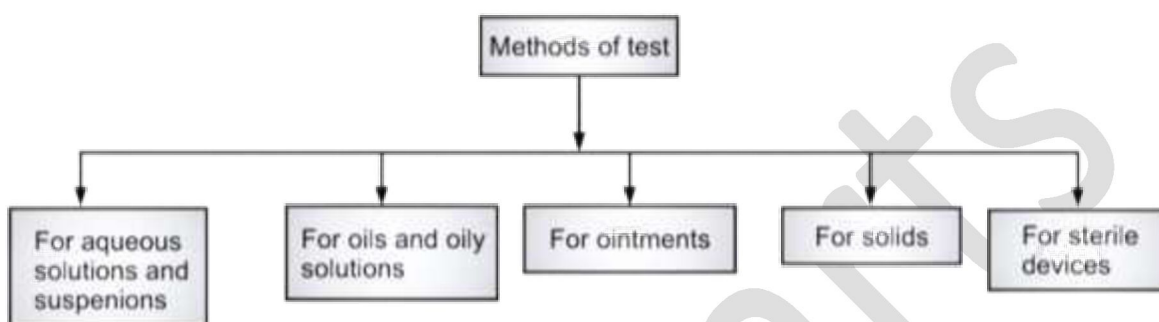 Methods of test
For aqueous
solutions and
suspenions
For oils and oily
solutions
For ointments
For solids
For sterile
devices